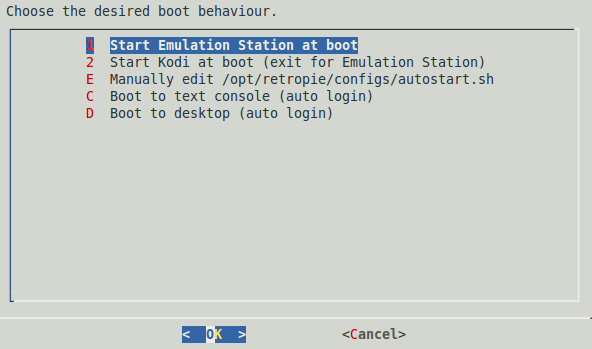 Choose the desired boot behaviour.
1 Start Emulation Station at boot
2 Start Kodi at boot (exit for Emulation Station)
E Manually edit /opt/retropie/configs/autostart.sh
C Boot to text console (auto login)
D Boot to desktop (auto login)
< OK > <Cancel>